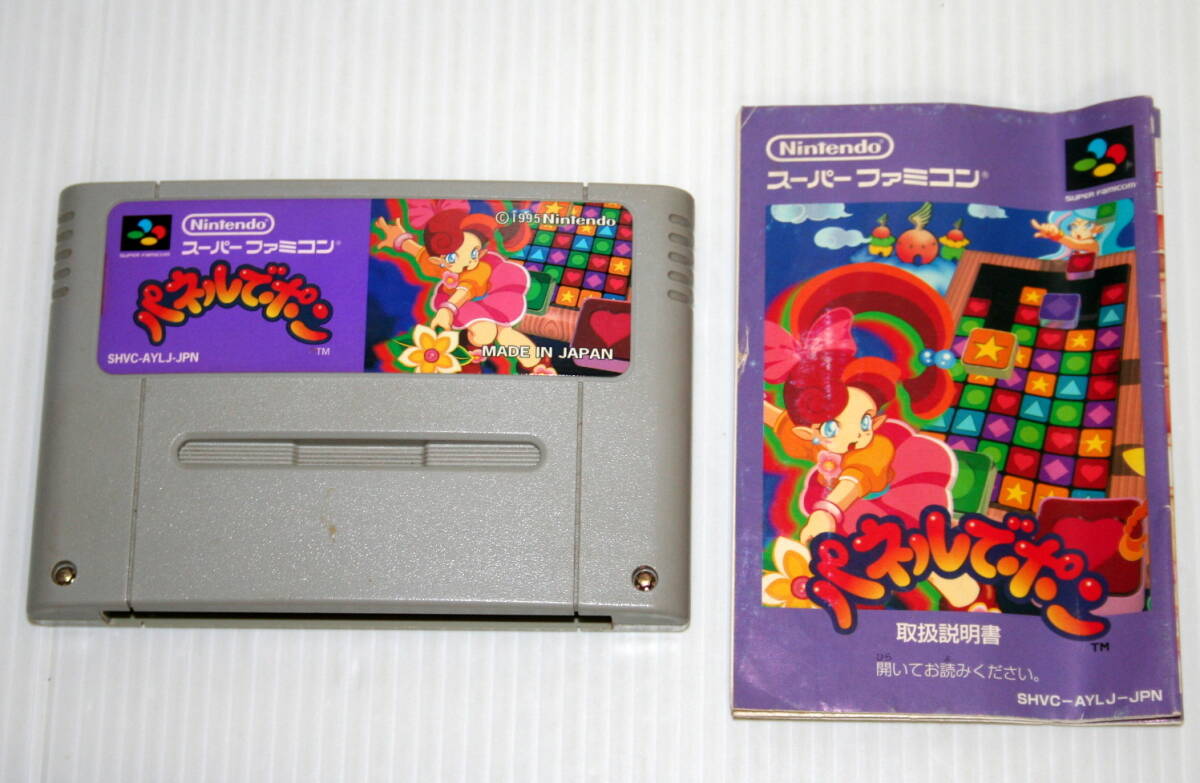 Nintendo®
スーパーファミコン®
SUPER FAMICOM
パネルでポン
TM
SHVC-AYLJ-JPN
©1995 Nintendo
MADE IN JAPAN
Nintendo®
スーパーファミコン®
SUPER FAMICOM
パネルでポン
TM
取扱説明書
ひら よ
開いてお読みください。
SHVC-AYLJ-JPN